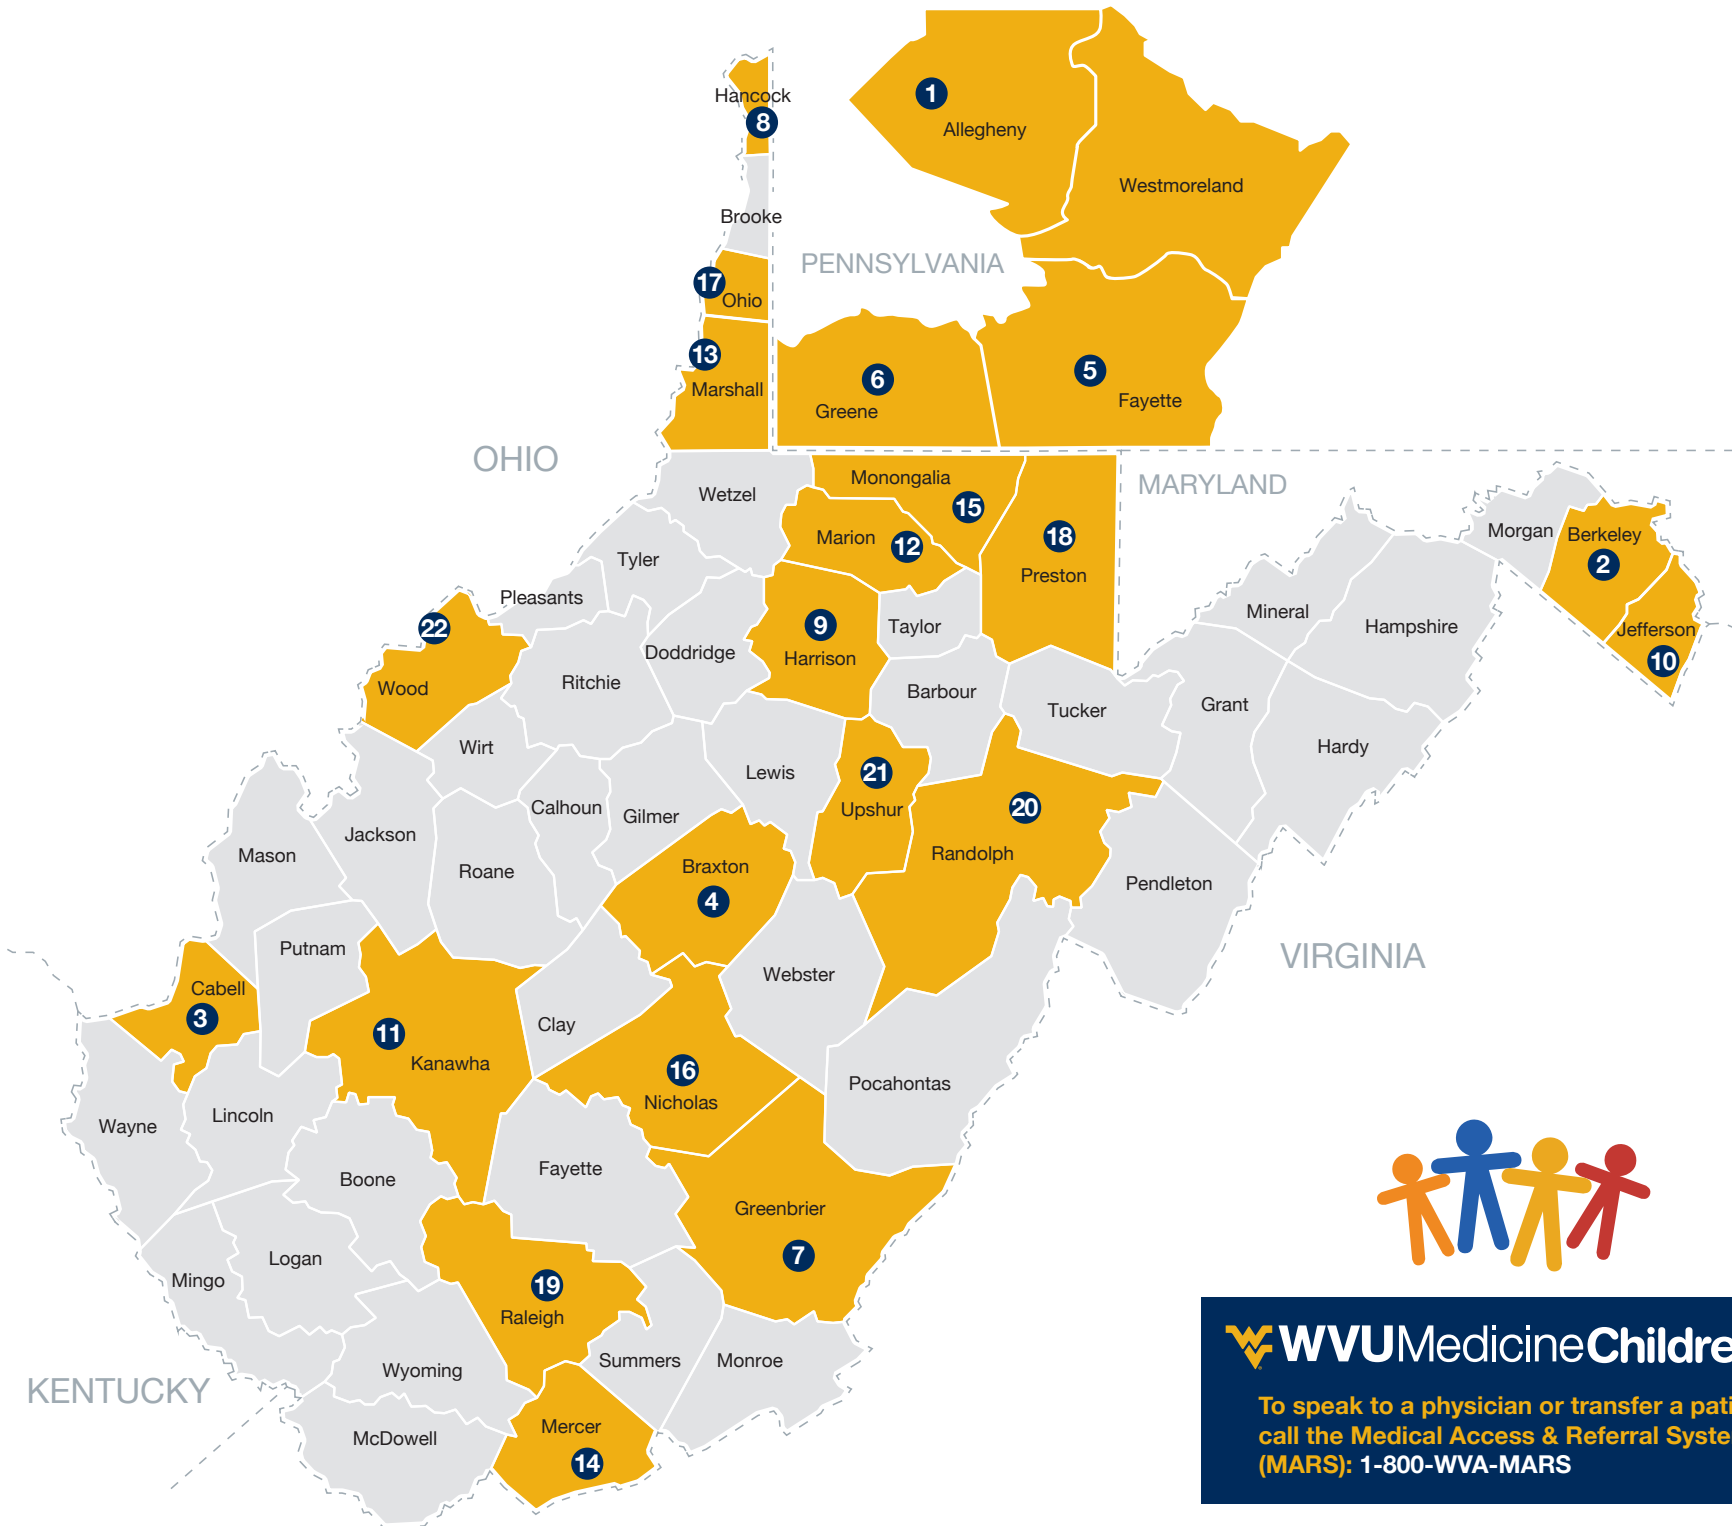 Hancock
8
1
Allegheny
Westmoreland
Brooke
PENNSYLVANIA
17
Ohio
13
Marshall
6
Greene
5
Fayette
OHIO
MARYLAND
Wetzel
Monongalia
15
Marion
12
18
Preston
Morgan
Berkeley
2
Tyler
Pleasants
22
Wood
9
Harrison
Taylor
Mineral
Hampshire
Jefferson
10
Doddridge
Ritchie
Barbour
Tucker
Grant
Hardy
Wirt
Lewis
21
Upshur
20
Randolph
Calhoun
Gilmer
Jackson
Mason
Roane
Braxton
4
Pendleton
Putnam
Webster
VIRGINIA
Cabell
3
Clay
11
Kanawha
16
Nicholas
Pocahontas
Wayne
Lincoln
Boone
Fayette
Greenbrier
7
Logan
Mingo
19
Raleigh
Summers
Monroe
Wyoming
KENTUCKY
McDowell
Mercer
14
WVUMedicineChildre
To speak to a physician or transfer a pati
call the Medical Access & Referral Syste
(MARS): 1-800-WVA-MARS